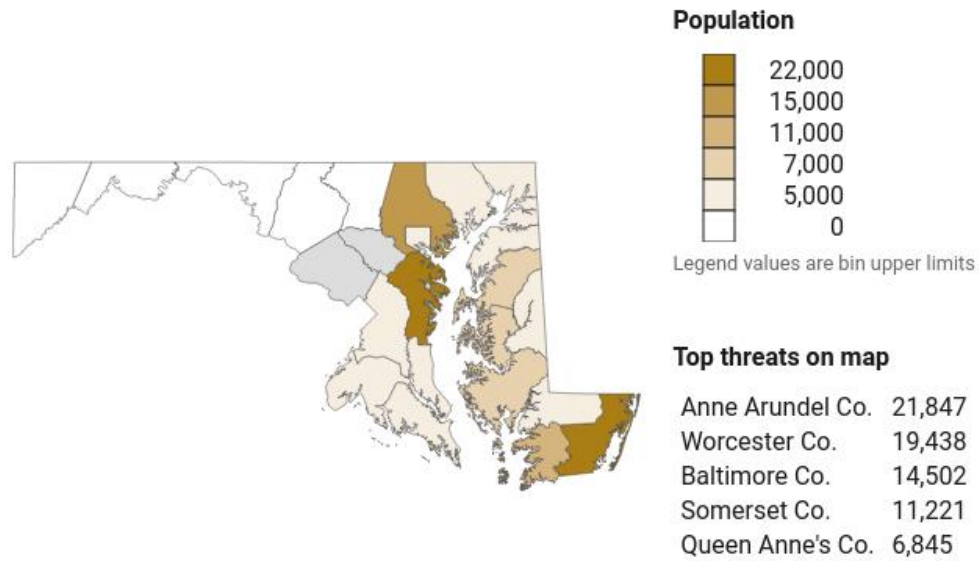 Population
22,000
15,000
11,000
7,000
5,000
0
Legend values are bin upper limits
Top threats on map
Anne Arundel Co. 21,847
Worcester Co. 19,438
Baltimore Co. 14,502
Somerset Co. 11,221
Queen Anne's Co. 6,845